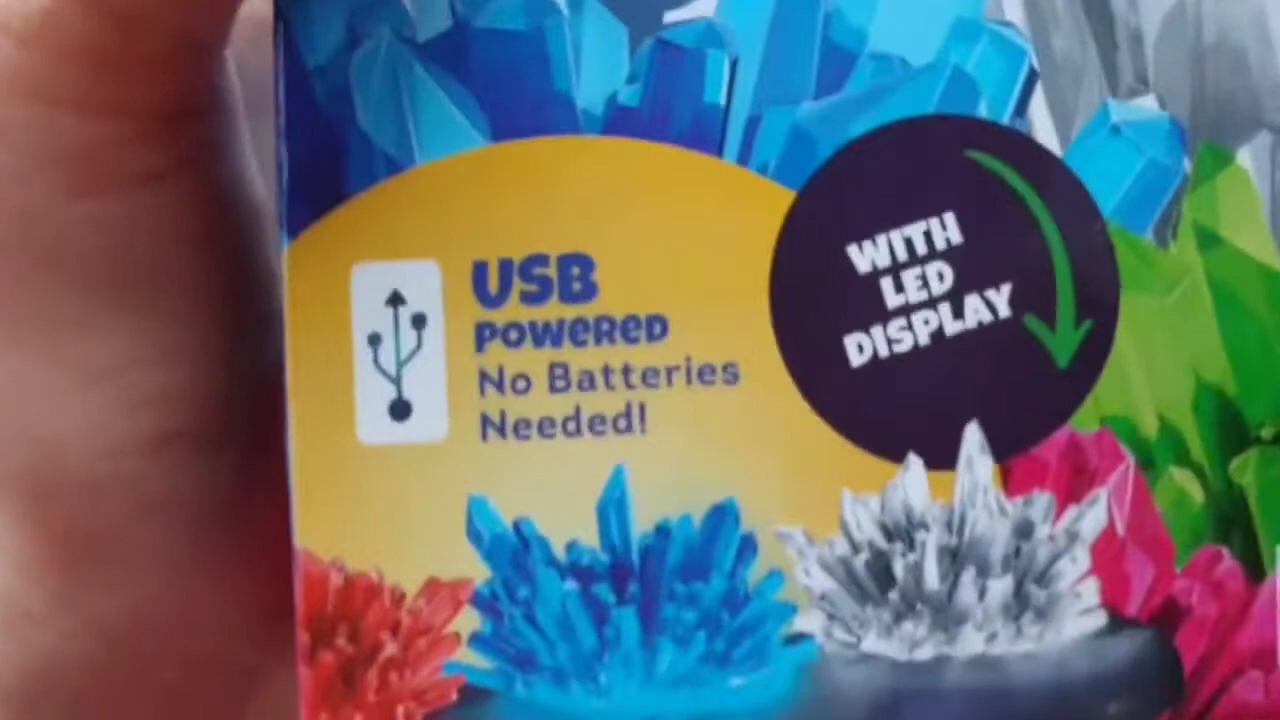 USB
POWERED
No Batteries
Needed!
WITH
LED
DISPLAY